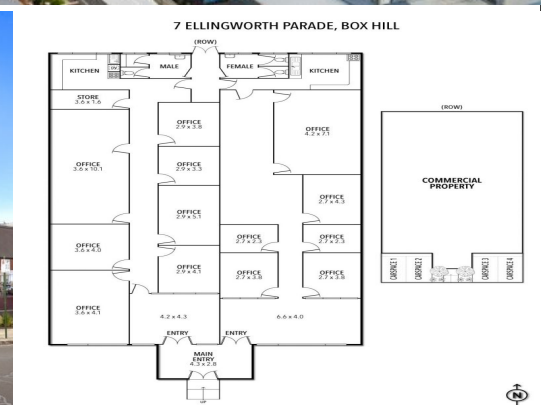 7 ELLINGWORTH PARADE, BOX HILL
(ROW)
KITCHEN
MALE
FEMALE
KITCHEN
STORE
3.6 x 1.6
OFFICE
2.9 x 3.8
OFFICE
4.2 x 7.1
OFFICE
3.6 x 10.1
OFFICE
2.9 x 3.3
OFFICE
2.9 x 5.1
OFFICE
2.7 x 4.3
OFFICE
3.6 x 4.0
OFFICE
2.7 x 2.3
OFFICE
2.7 x 2.3
OFFICE
2.9 x 4.1
OFFICE
2.7 x 3.8
OFFICE
2.7 x 3.8
OFFICE
3.6 x 4.1
4.2 x 4.3
6.6 x 4.0
ENTRY
ENTRY
MAIN
ENTRY
4.3 x 2.8
UP
(ROW)
COMMERCIAL
PROPERTY
CARSPACE 1
CARSPACE 2
CARSPACE 3
CARSPACE 4
N